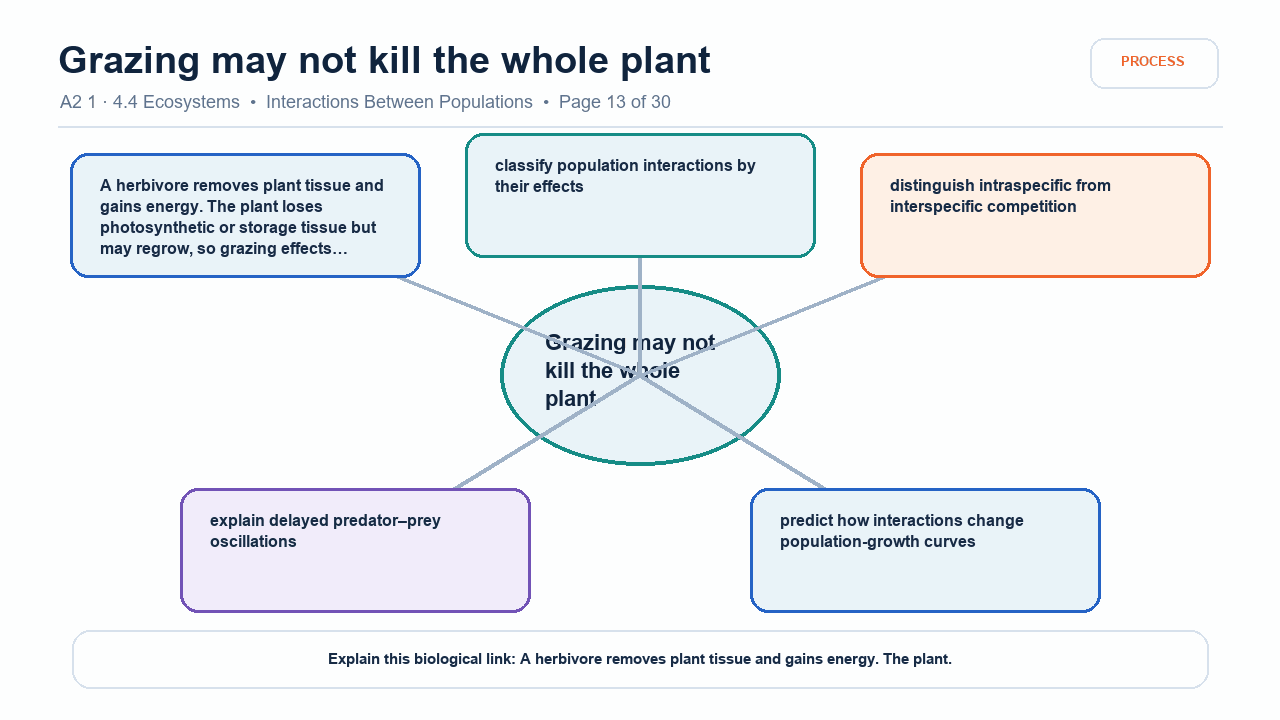 Grazing may not kill the whole plant
PROCESS
A2 1 · 4.4 Ecosystems • Interactions Between Populations • Page 13 of 30
A herbivore removes plant tissue and
gains energy. The plant loses
photosynthetic or storage tissue but
may regrow, so grazing effects…
classify population interactions by
their effects
distinguish intraspecific from
interspecific competition
Grazing may not
kill the whole
plant
explain delayed predator–prey
oscillations
predict how interactions change
population-growth curves
Explain this biological link: A herbivore removes plant tissue and gains energy. The plant.